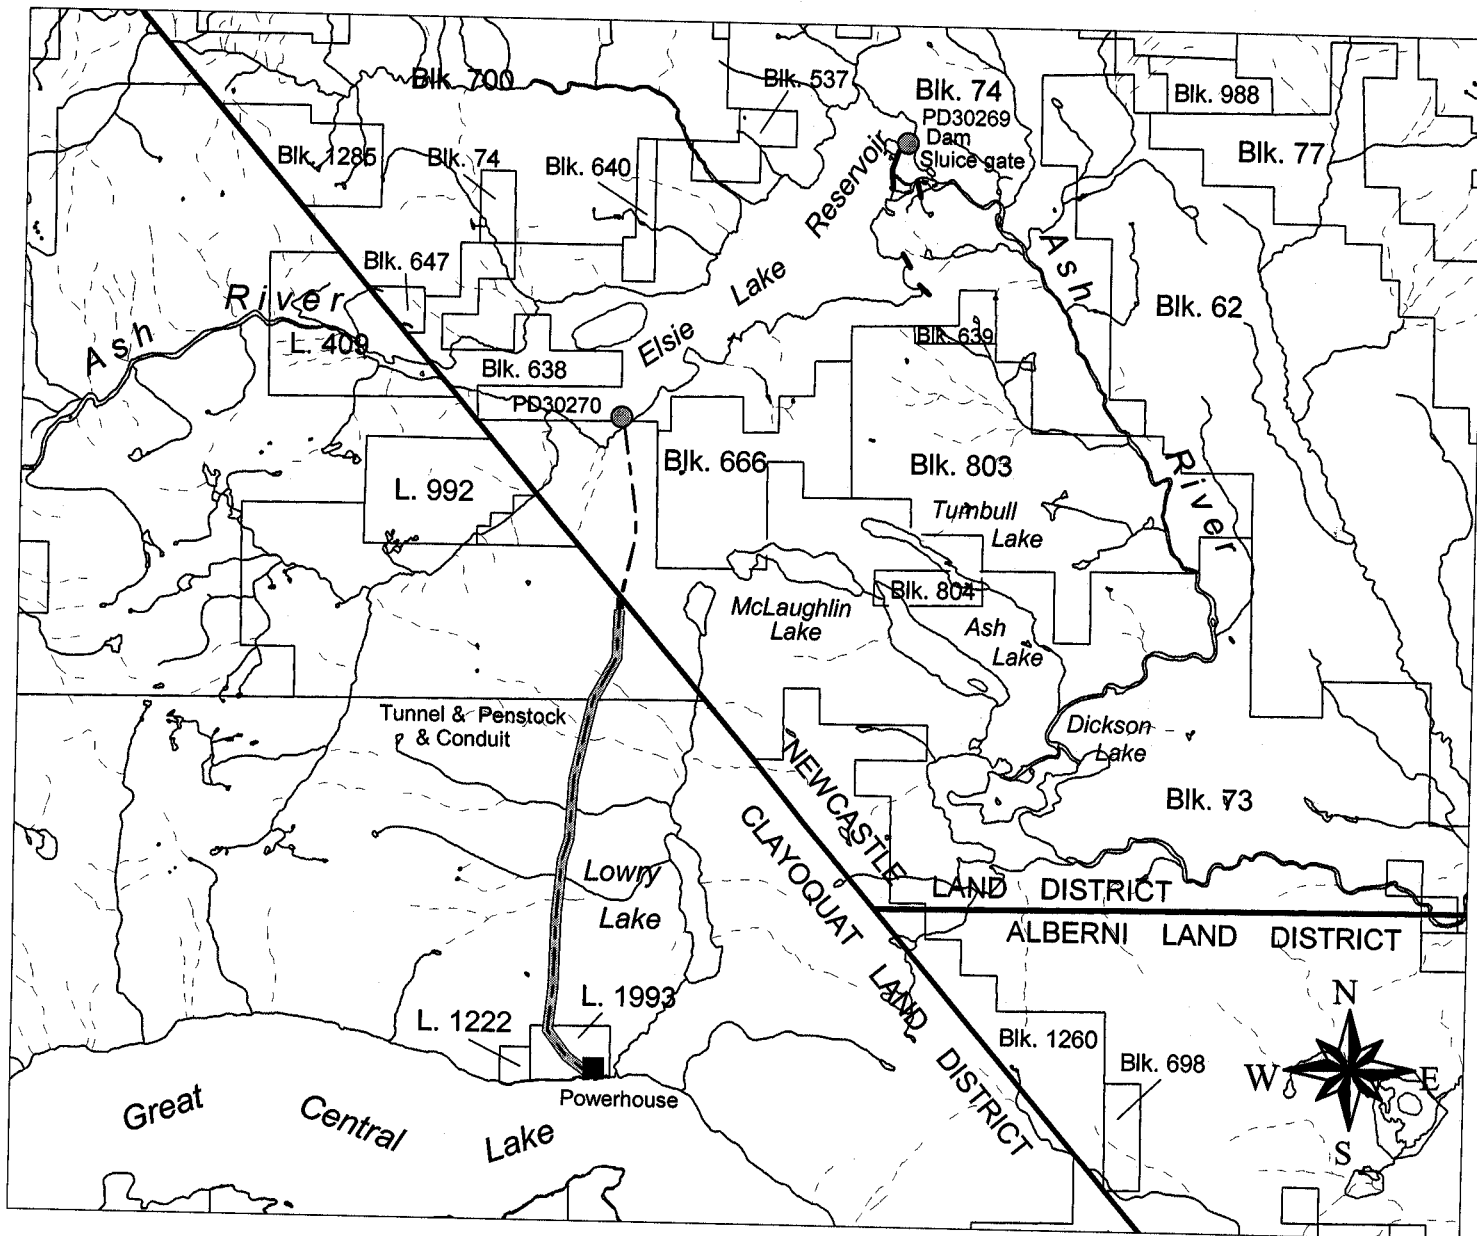 Blk. 700
Blk. 537
Blk. 74
PD30269
Dam
Sluice gate
Blk. 988
Blk. 77
Blk. 1285
Blk. 74
Blk. 640
Reservoir
Blk. 647
Ash River
L. 409
Elsie Lake
Ash River
Blk. 62
Blk. 639
Blk. 638
PD30270
Blk. 666
Blk. 803
L. 992
Turnbull
Lake
McLaughlin
Lake
Blk. 804
Ash
Lake
Tunnel & Penstock
& Conduit
Dickson
Lake
Blk. 73
NEWCASTLE LAND DISTRICT
CLAYOQUAT LAND DISTRICT
ALBERNI LAND DISTRICT
Lowry
Lake
L. 1993
L. 1222
Blk. 1260
Blk. 698
Powerhouse
Great Central Lake
N
W E
S